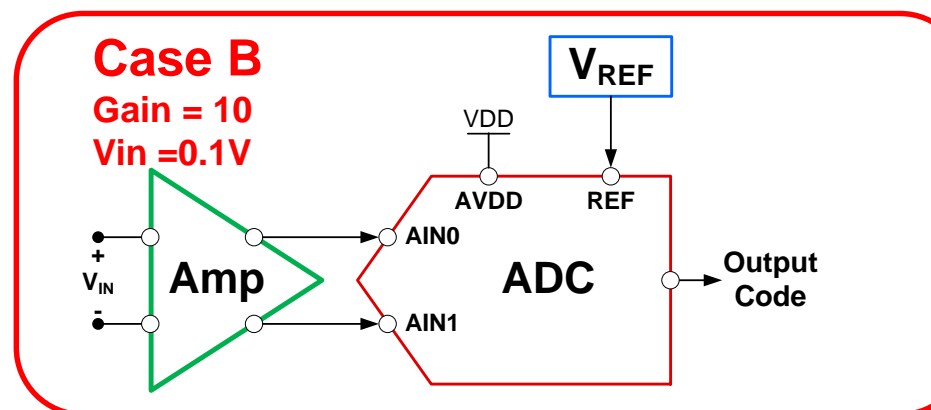 Case B
Gain = 10
Vin =0.1V
VREF
VDD
AVDD
REF
AIN0
+
VIN
-
Amp
ADC
AIN1
Output
Code